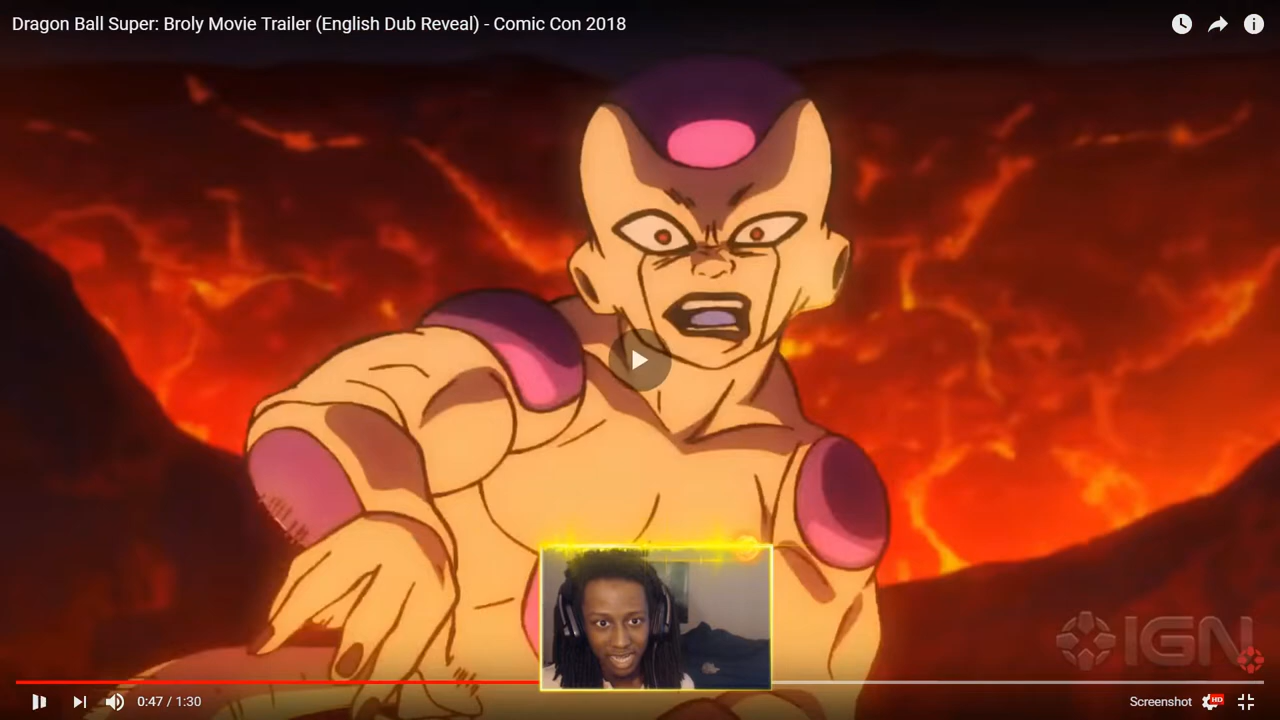 Dragon Ball Super: Broly Movie Trailer (English Dub Reveal) - Comic Con 2018
IGN
0:47 / 1:30
Screenshot
HD